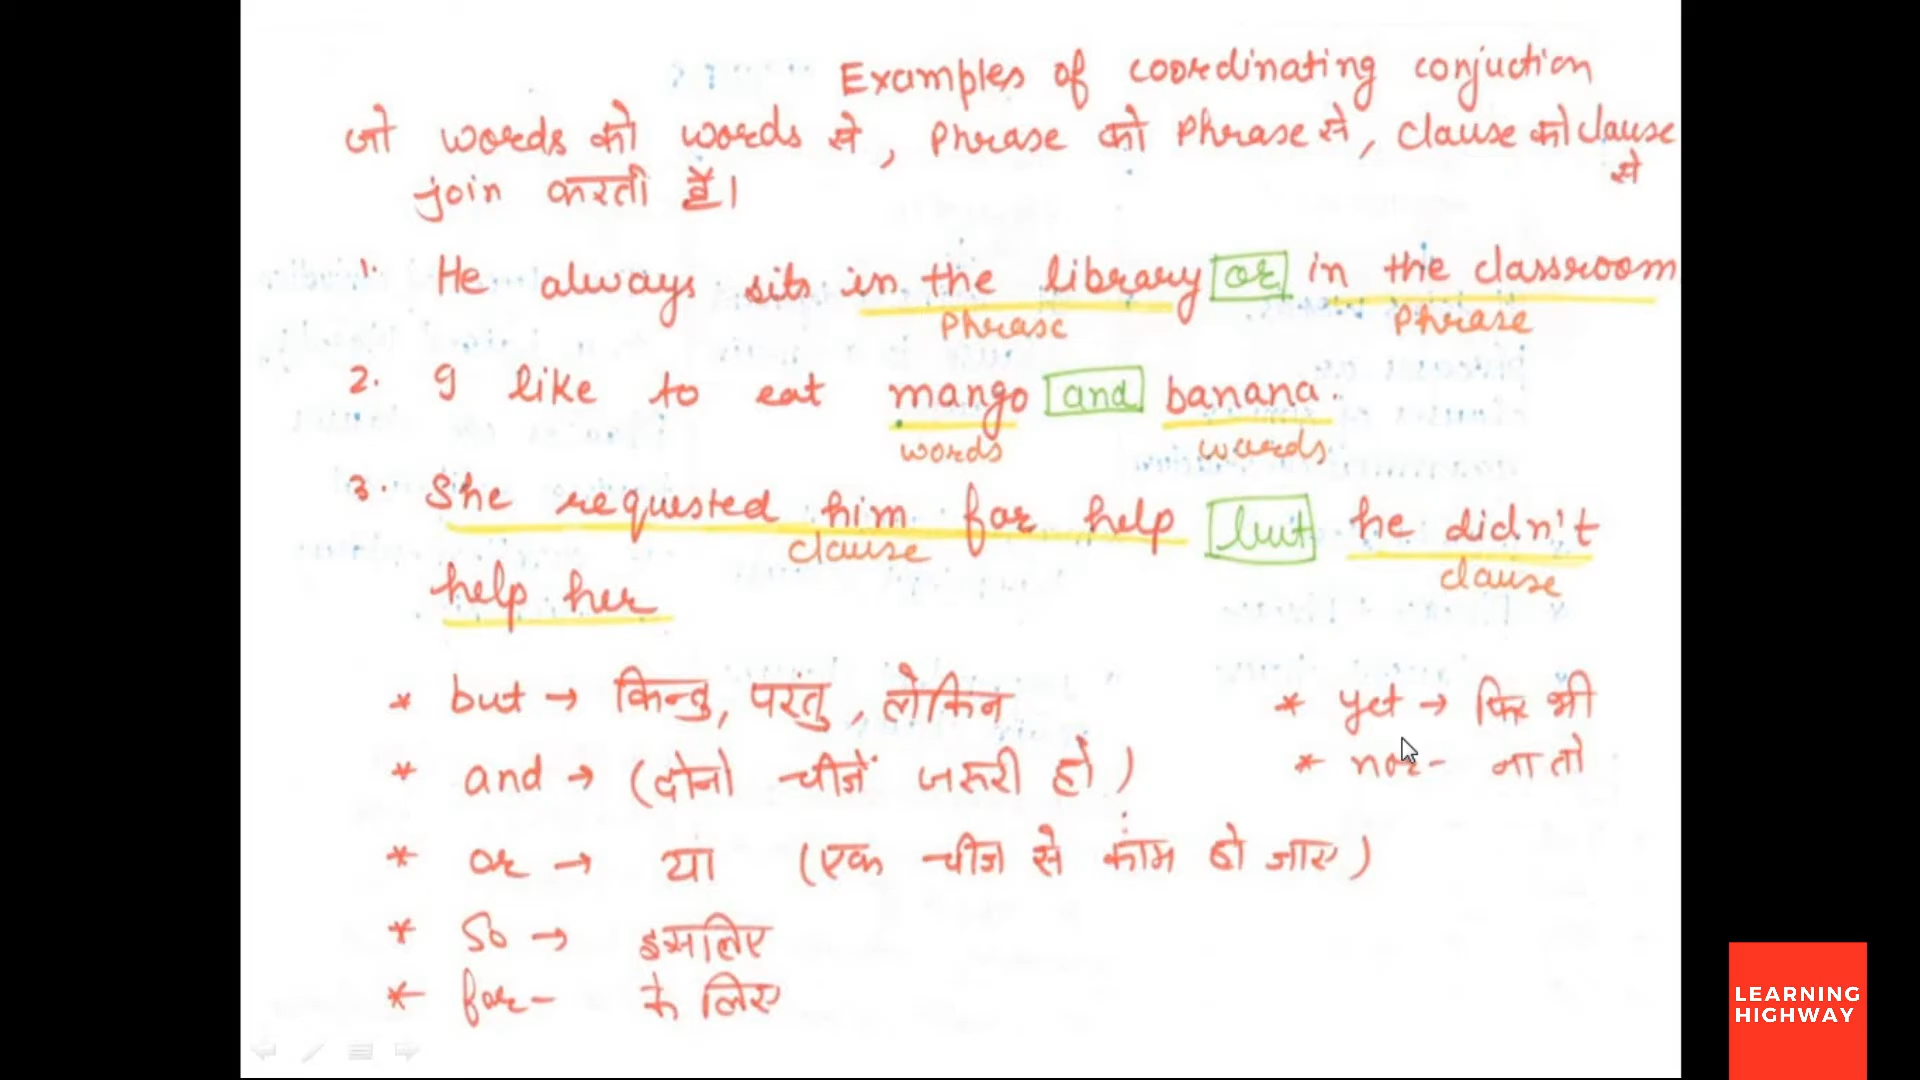 Examples of coordinating conjuction
जो words को words से, Phrase को Phrase से, Clause को clause से
join करती है।
1. He always sits in the library or in the classroom
Phrase Phrase
2. I like to eat mango and banana.
words words
3. She requested him for help but he didn't
clause clause
help her
* but → किन्तु, परंतु, लेकिन
* yet → फिर भी
* and → (दोनो चीजें जरूरी हो)
* nor - ना तो
* or → या (एक चीज से काम हो जाए)
* So → इसलिए
* for - के लिए
LEARNING
HIGHWAY